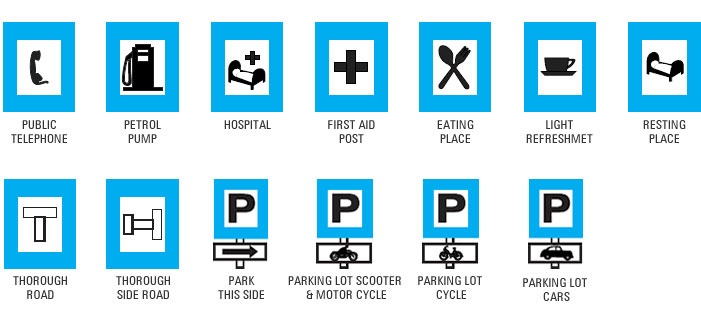 PUBLIC
TELEPHONE
PETROL
PUMP
HOSPITAL
FIRST AID
POST
EATING
PLACE
LIGHT
REFRESHMET
RESTING
PLACE
P
P
P
P
THOROUGH
ROAD
THOROUGH
SIDE ROAD
PARK
THIS SIDE
PARKING LOT SCOOTER
& MOTOR CYCLE
PARKING LOT
CYCLE
PARKING LOT
CARS